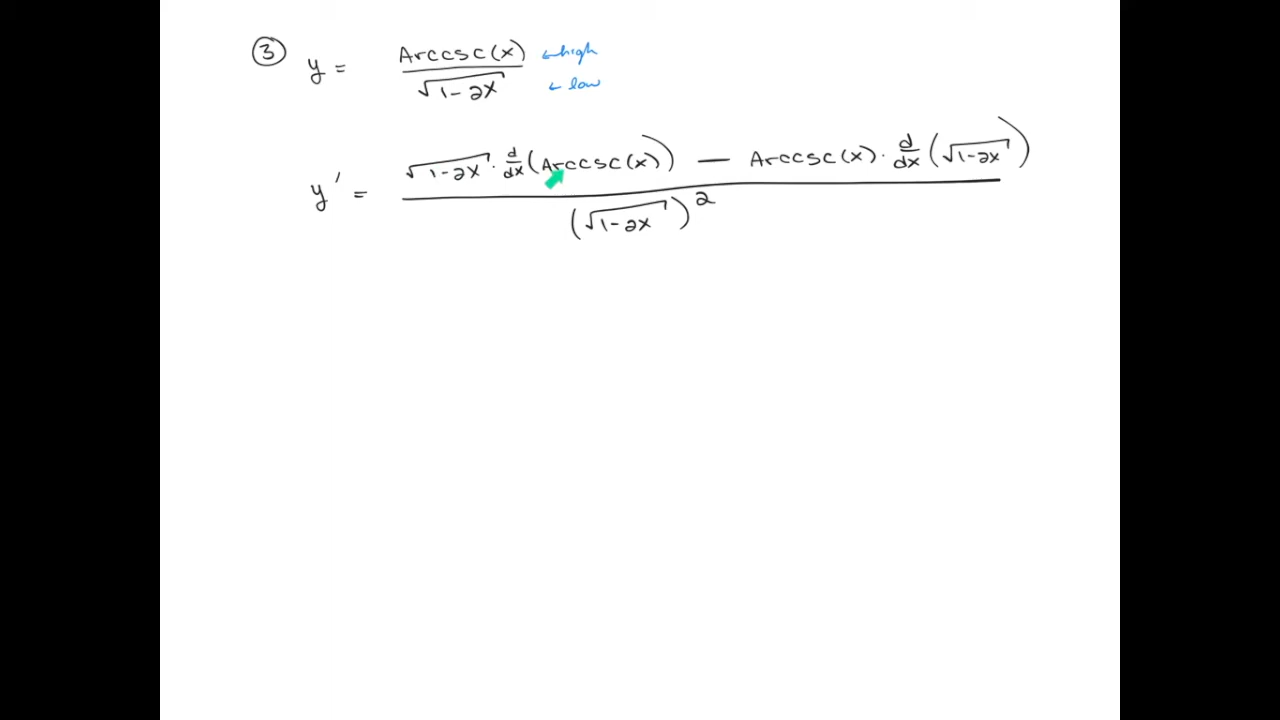 ③ y = Arccsc(x) ← high
√(1-2x) ← low
y' = √(1-2x) · d/dx (Arccsc(x)) — Arccsc(x) · d/dx (√(1-2x))
(√(1-2x))²